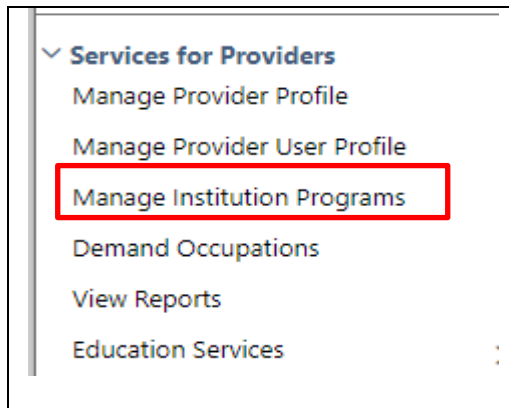 Services for Providers
Manage Provider Profile
Manage Provider User Profile
Manage Institution Programs
Demand Occupations
View Reports
Education Services